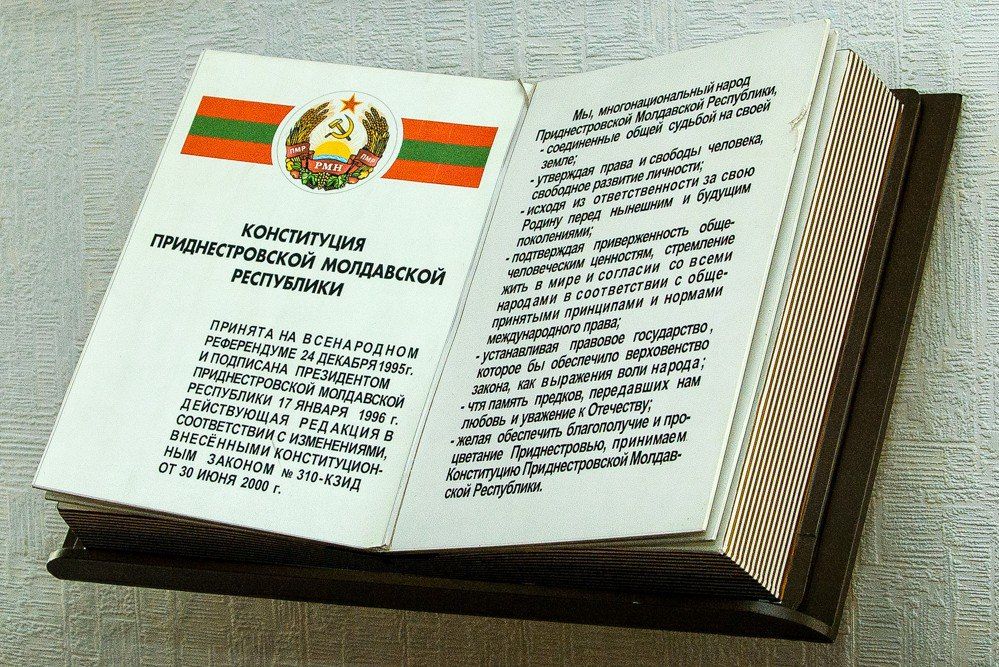 ПМР
РМН
ПМР
КОНСТИТУЦИЯ
ПРИДНЕСТРОВСКОЙ МОЛДАВСКОЙ
РЕСПУБЛИКИ
ПРИНЯТА НА ВСЕНАРОДНОМ
РЕФЕРЕНДУМЕ 24 ДЕКАБРЯ 1995г.
И ПОДПИСАНА ПРЕЗИДЕНТОМ
ПРИДНЕСТРОВСКОЙ МОЛДАВСКОЙ
РЕСПУБЛИКИ 17 ЯНВАРЯ 1996 г.
ДЕЙСТВУЮЩАЯ РЕДАКЦИЯ В
СООТВЕТСТВИИ С ИЗМЕНЕНИЯМИ,
ВНЕСЁННЫМИ КОНСТИТУЦИОН-
НЫМ ЗАКОНОМ № 310-КЗИД
ОТ 30 ИЮНЯ 2000 г.
Мы, многонациональный народ
Приднестровской Молдавской Республики,
- соединенные общей судьбой на своей
земле;
- утверждая права и свободы человека,
свободное развитие личности;
- исходя из ответственности за свою
Родину перед нынешним и будущим
поколениями;
- подтверждая приверженность обще-
человеческим ценностям, стремление
жить в мире и согласии со всеми
народами в соответствии с обще-
принятыми принципами и нормами
международного права;
- устанавливая правовое государство,
которое бы обеспечило верховенство
закона, как выражения воли народа;
- чтя память предков, передавших нам
любовь и уважение к Отечеству;
- желая обеспечить благополучие и про-
цветание Приднестровью, принимаем
Конституцию Приднестровской Молдав-
ской Республики.